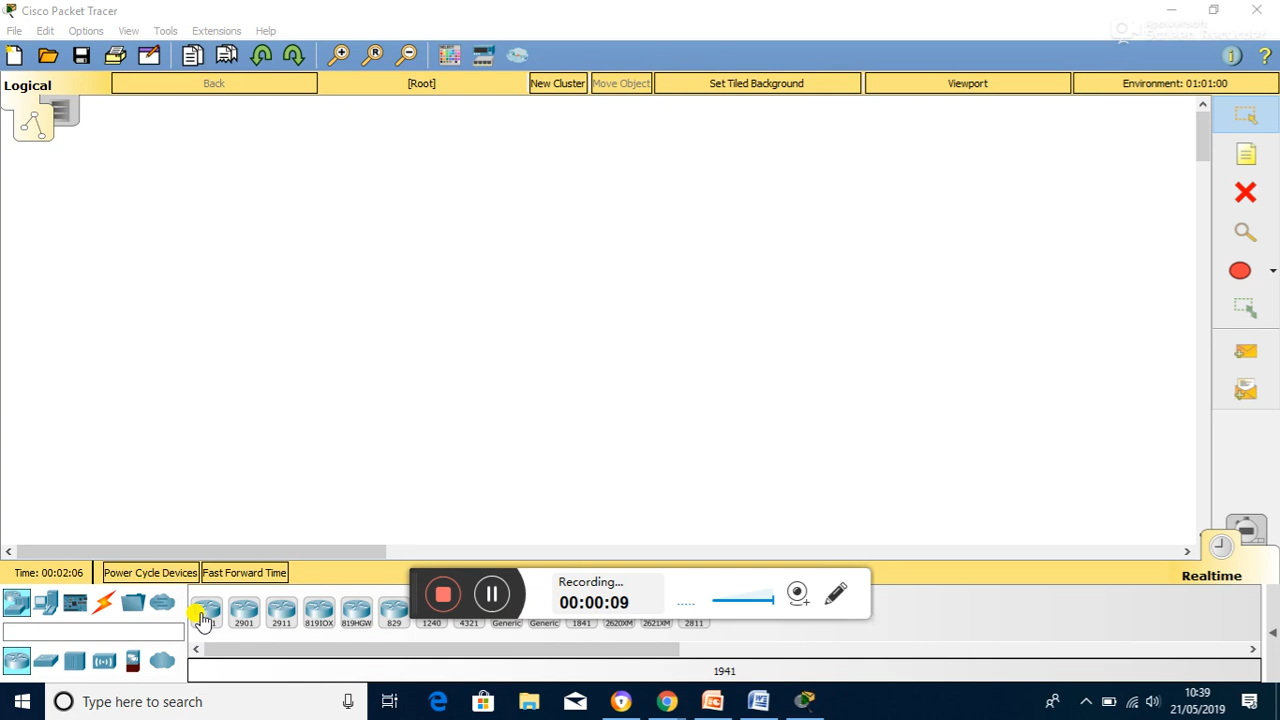 Cisco Packet Tracer
File Edit Options View Tools Extensions Help
Logical
Back
[Root]
New Cluster
Move Object
Set Tiled Background
Viewport
Environment: 01:01:00
Time: 00:02:06
Power Cycle Devices
Fast Forward Time
Realtime
Recording...
00:00:09
2901 2911 819IOX 819HGW 829 1240 4321 Generic Generic 1841 2620XM 2621XM 2811
1941
Type here to search
10:39
21/05/2019